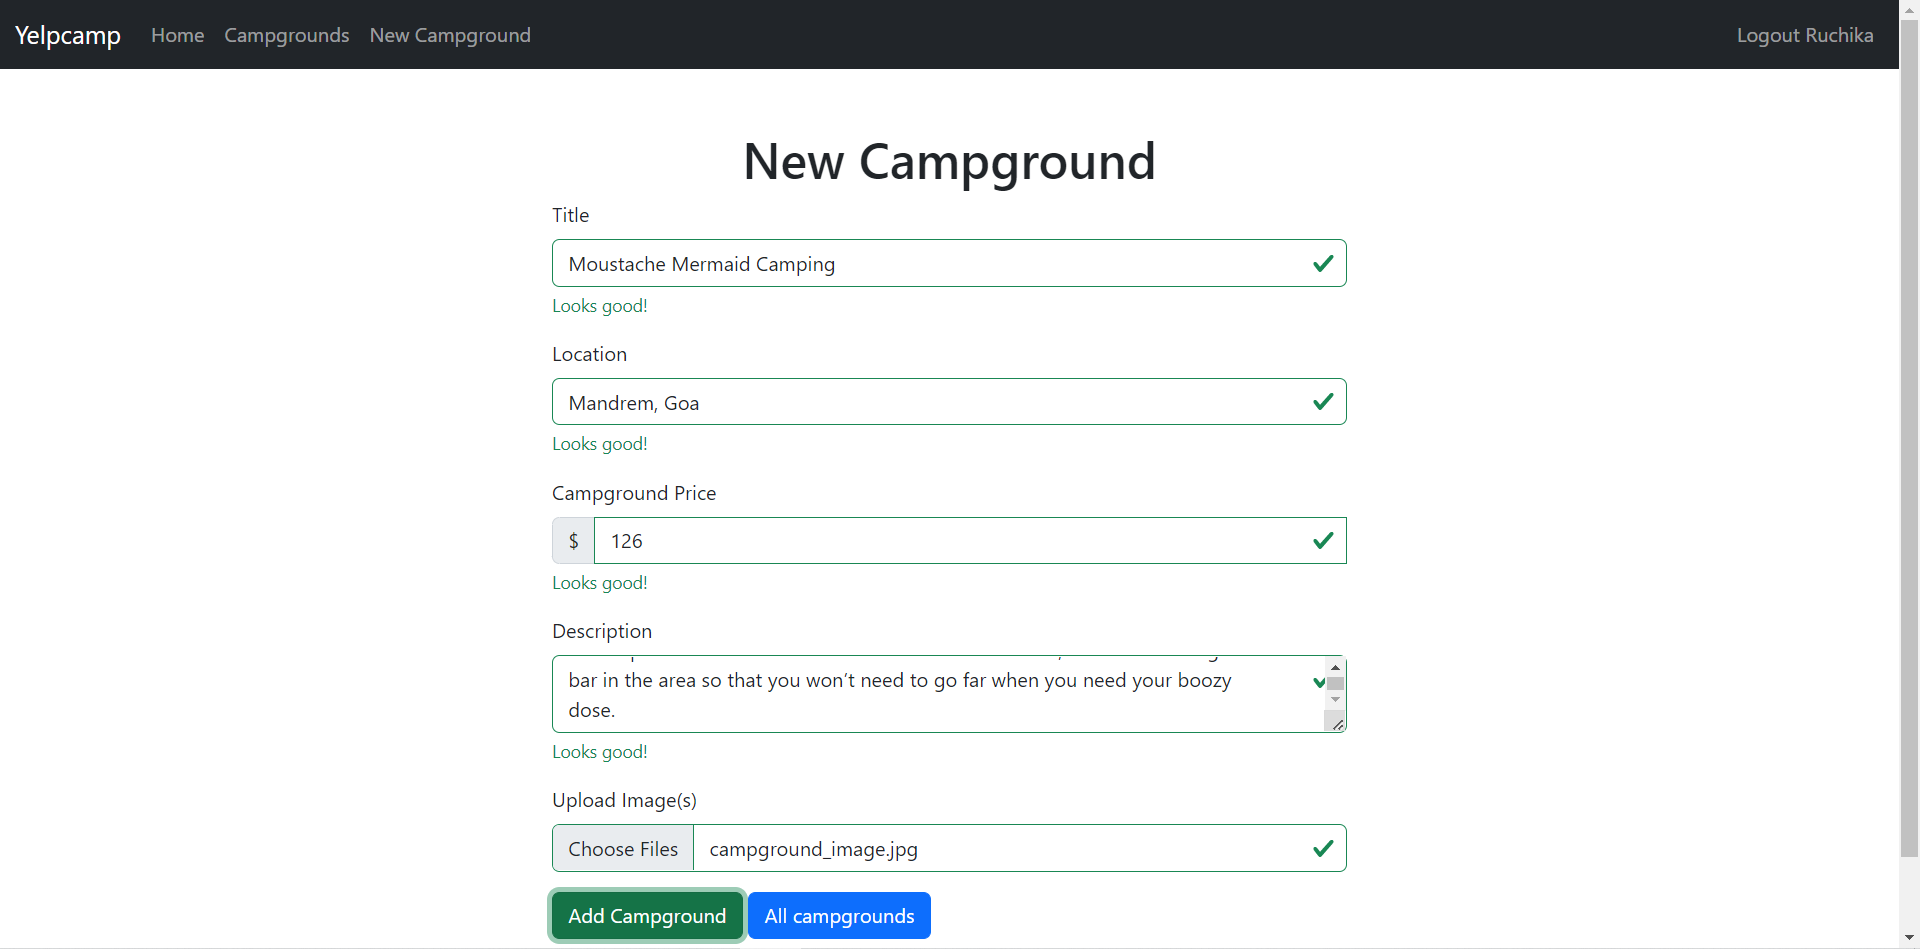 Yelpcamp Home Campgrounds New Campground Logout Ruchika
New Campground
Title
Moustache Mermaid Camping
Looks good!
Location
Mandrem, Goa
Looks good!
Campground Price
$ 126
Looks good!
Description
bar in the area so that you won’t need to go far when you need your boozy
dose.
Looks good!
Upload Image(s)
Choose Files campground_image.jpg
Add Campground All campgrounds